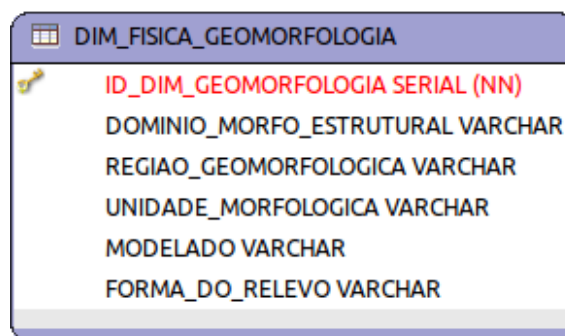 DIM_FISICA_GEOMORFOLOGIA
ID_DIM_GEOMORFOLOGIA SERIAL (NN)
DOMINIO_MORFO_ESTRUTURAL VARCHAR
REGIAO_GEOMORFOLOGICA VARCHAR
UNIDADE_MORFOLOGICA VARCHAR
MODELADO VARCHAR
FORMA_DO_RELEVO VARCHAR